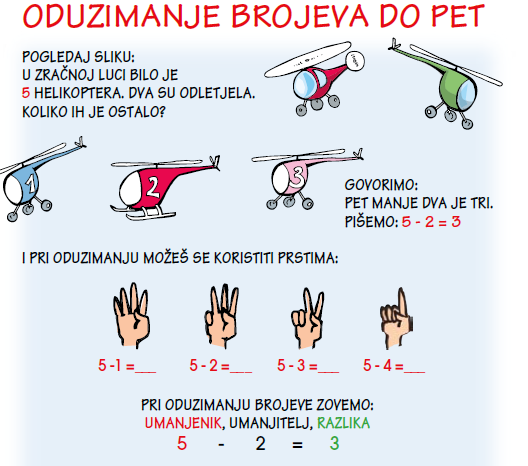 ODUZIMANJE BROJEVA DO PET
POGLEDAJ SLIKU:
U ZRAČNOJ LUCI BILO JE
5 HELIKOPTERA. DVA SU ODLETJELA.
KOLIKO IH JE OSTALO?
1
2
3
GOVORIMO:
PET MANJE DVA JE TRI.
PIŠEMO: 5 - 2 = 3
I PRI ODUZIMANJU MOŽEŠ SE KORISTITI PRSTIMA:
5 -1 =___ 5 - 2 =___ 5 - 3 =___ 5 - 4 =___
PRI ODUZIMANJU BROJEVE ZOVEMO:
UMANJENIK, UMANJITELJ, RAZLIKA
5 - 2 = 3